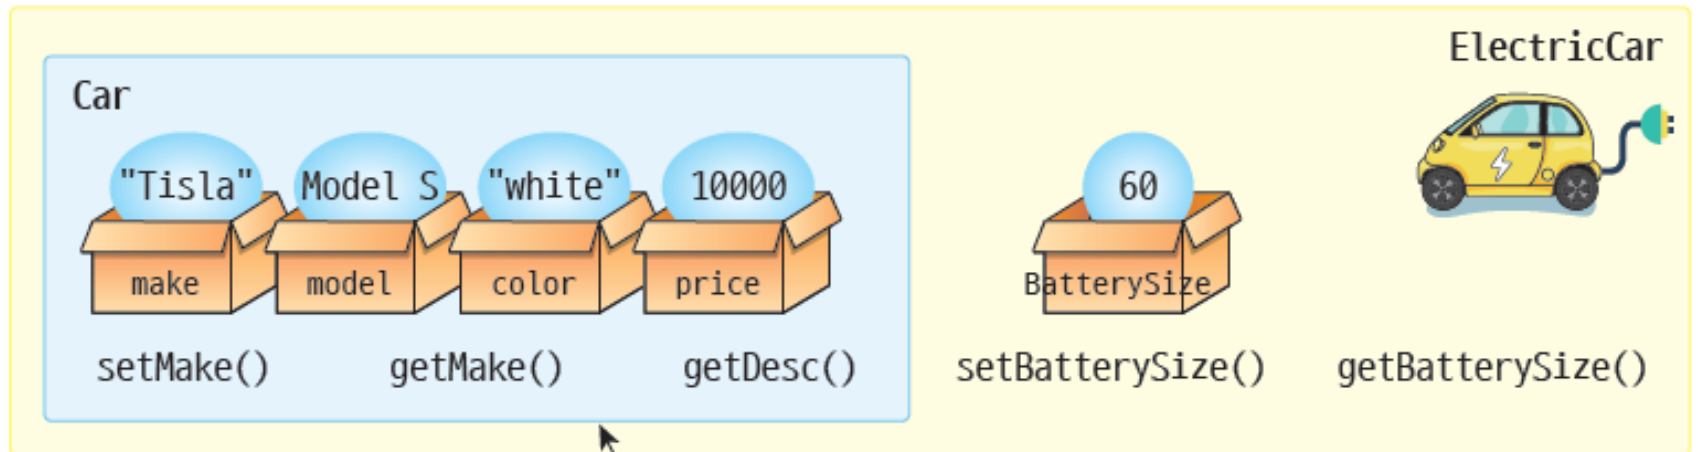 ElectricCar
Car
"Tisla" Model S "white" 10000 60
make model color price BatterySize
setMake() getMake() getDesc() setBatterySize() getBatterySize()